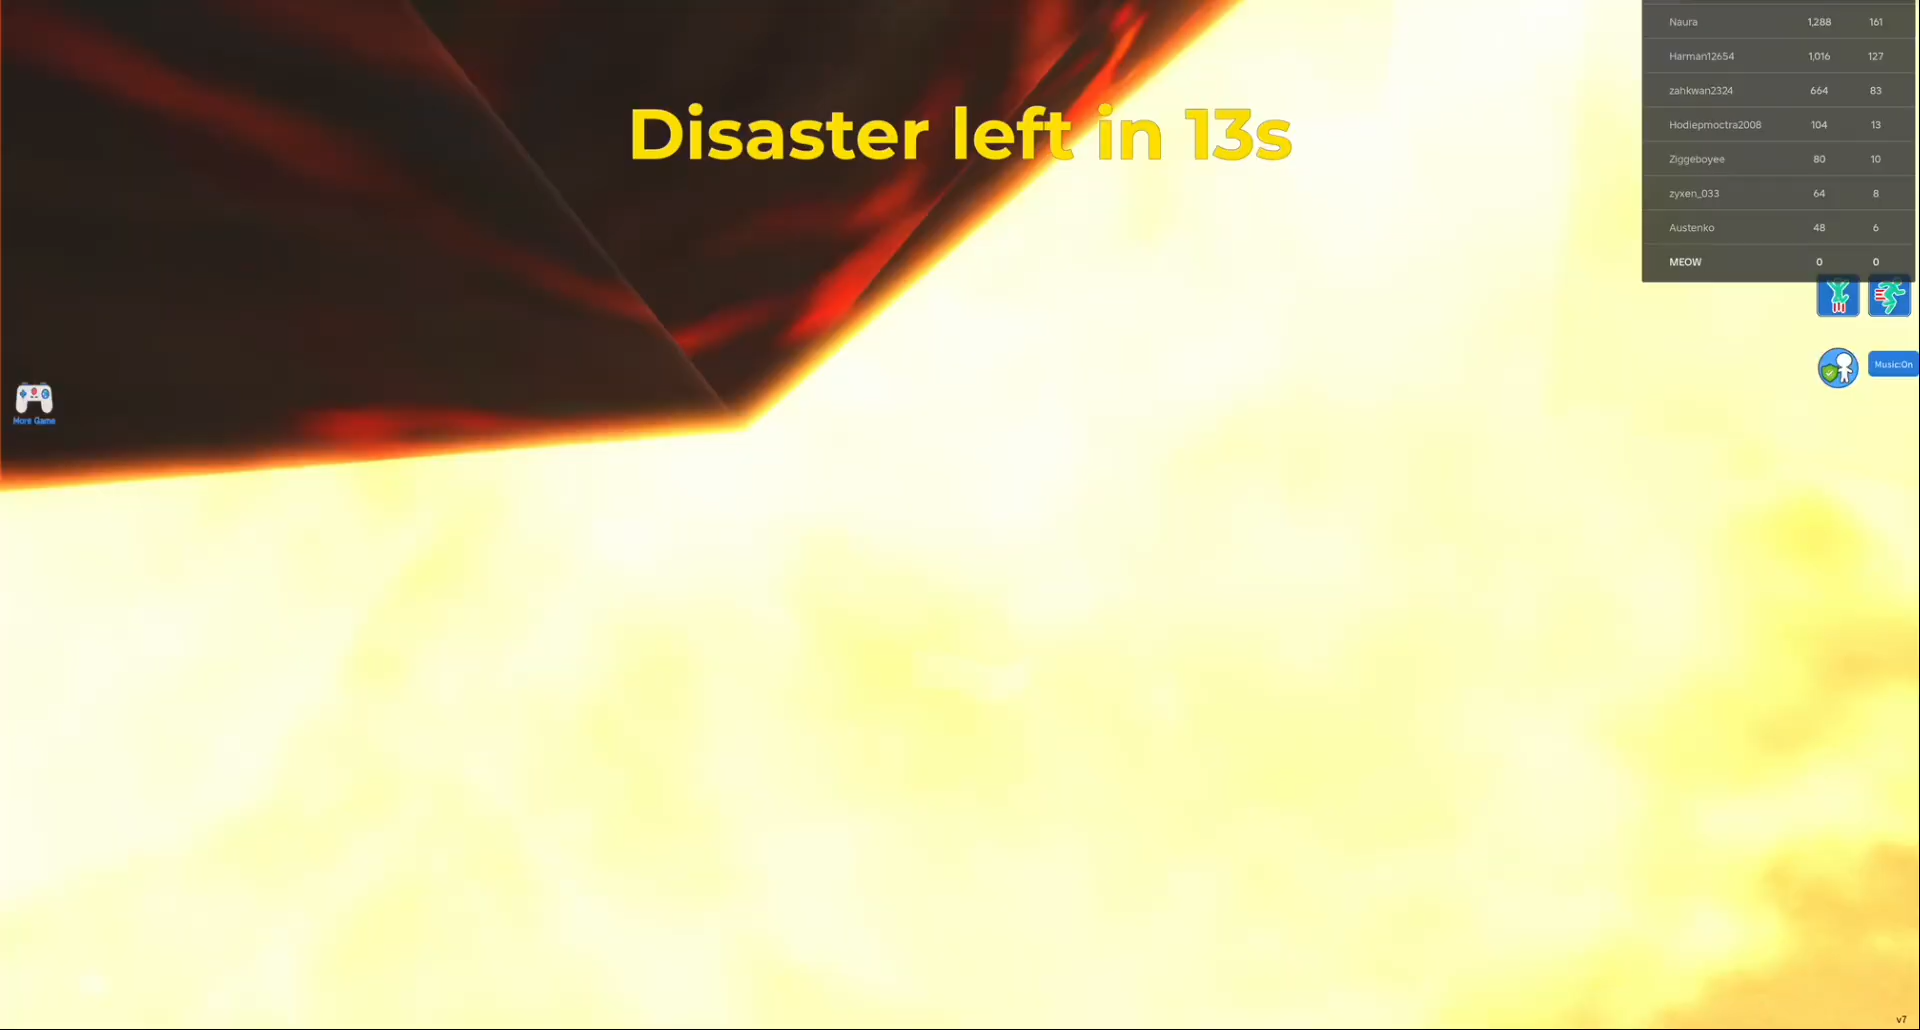 Disaster left in 13s
Naura 1,288 161
Harman12654 1,016 127
zahkwan2324 664 83
Hodiepmoctra2008 104 13
Ziggeboyee 80 10
zyxen_033 64 8
Austenko 48 6
MEOW 0 0
Music:On
More Game
v7